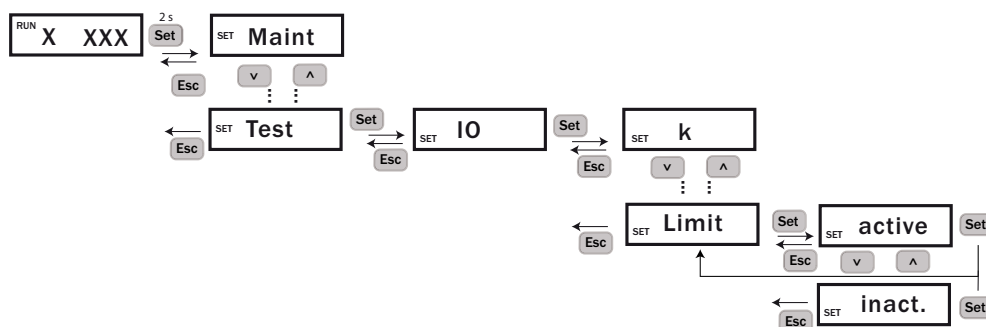 2 s
RUN X XXX Set SET Maint
Esc ˅ ˄
SET Test Set SET IO Set SET k
Esc Esc Esc ˅ ˄
SET Limit Set SET active Set
Esc Esc ˅ ˄
SET inact. Set
Esc